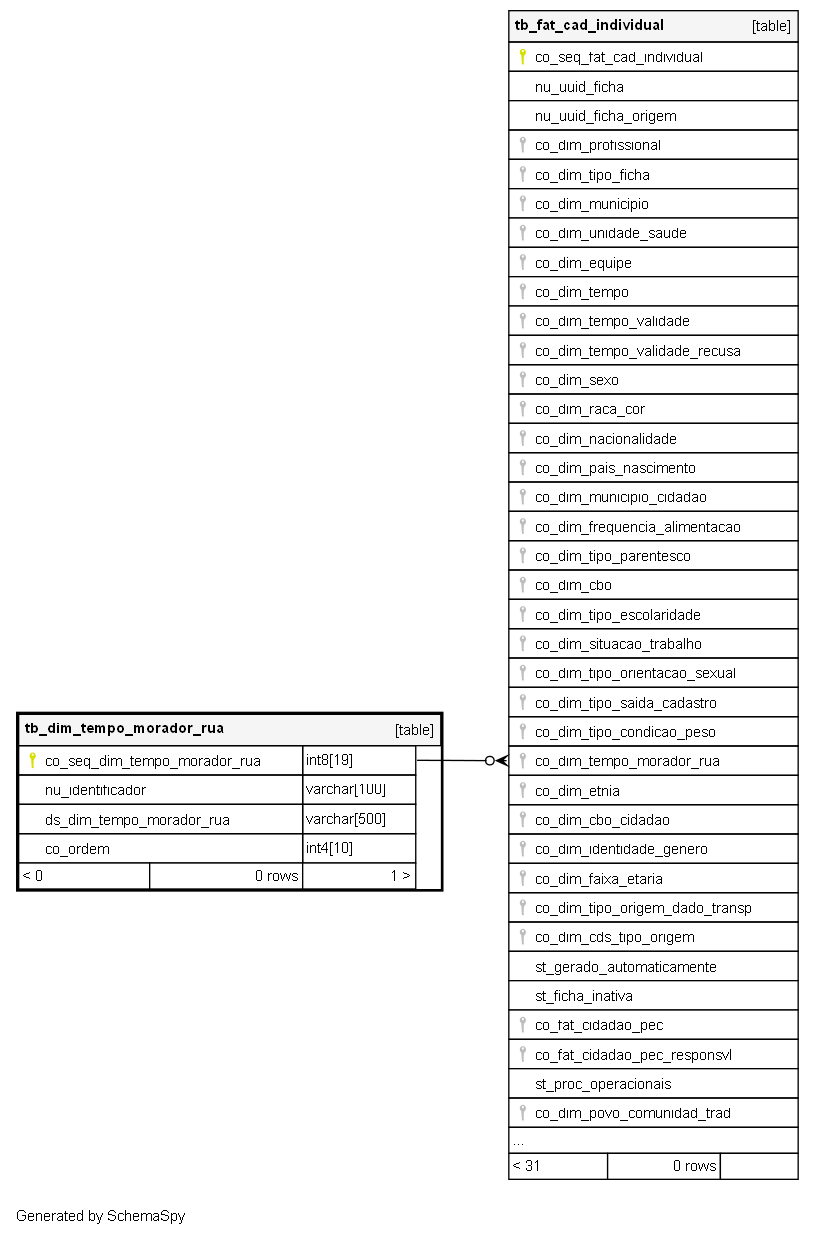 tb_fat_cad_individual [table]
co_seq_fat_cad_individual
nu_uuid_ficha
nu_uuid_ficha_origem
co_dim_profissional
co_dim_tipo_ficha
co_dim_municipio
co_dim_unidade_saude
co_dim_equipe
co_dim_tempo
co_dim_tempo_validade
co_dim_tempo_validade_recusa
co_dim_sexo
co_dim_raca_cor
co_dim_nacionalidade
co_dim_pais_nascimento
co_dim_municipio_cidadao
co_dim_frequencia_alimentacao
co_dim_tipo_parentesco
co_dim_cbo
co_dim_tipo_escolaridade
co_dim_situacao_trabalho
co_dim_tipo_orientacao_sexual
co_dim_tipo_saida_cadastro
co_dim_tipo_condicao_peso
co_dim_tempo_morador_rua
co_dim_etnia
co_dim_cbo_cidadao
co_dim_identidade_genero
co_dim_faixa_etaria
co_dim_tipo_origem_dado_transp
co_dim_cds_tipo_origem
st_gerado_automaticamente
st_ficha_inativa
co_fat_cidadao_pec
co_fat_cidadao_pec_responsvl
st_proc_operacionais
co_dim_povo_comunidad_trad
...
< 31 0 rows
tb_dim_tempo_morador_rua [table]
co_seq_dim_tempo_morador_rua int8[19]
nu_identificador varchar[100]
ds_dim_tempo_morador_rua varchar[500]
co_ordem int4[10]
< 0 0 rows 1 >
Generated by SchemaSpy